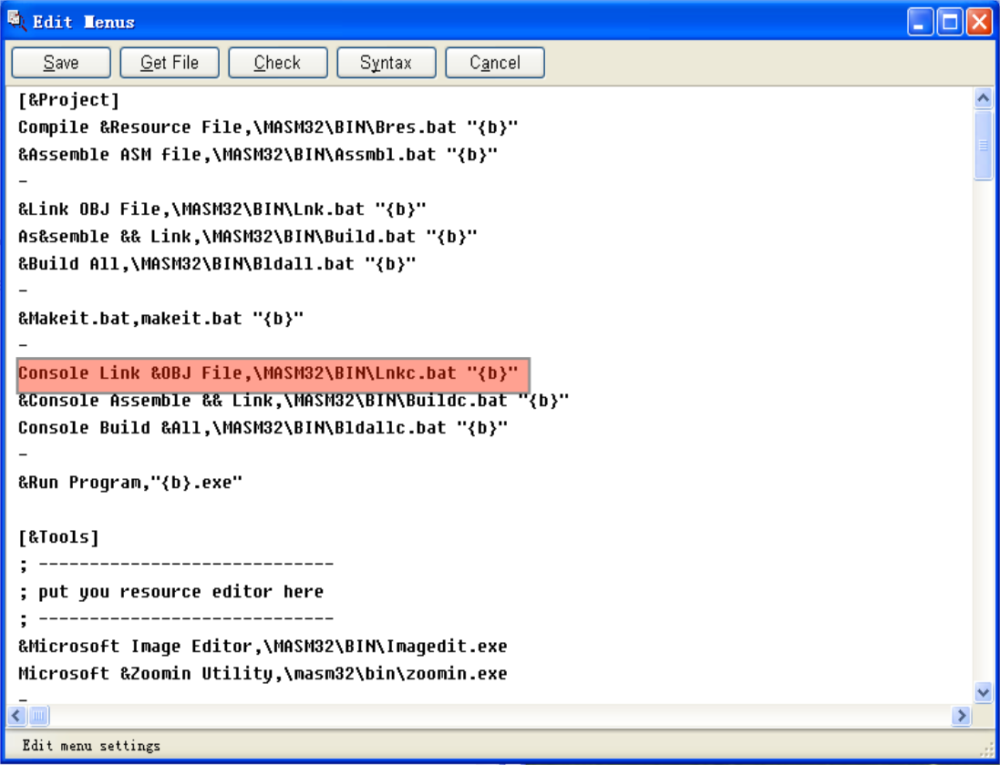 Edit Menus
Save Get File Check Syntax Cancel
[&Project]
Compile &Resource File,\MASM32\BIN\Bres.bat "{b}"
&Assemble ASM file,\MASM32\BIN\Assmbl.bat "{b}"
-
&Link OBJ File,\MASM32\BIN\Lnk.bat "{b}"
As&semble && Link,\MASM32\BIN\Build.bat "{b}"
&Build All,\MASM32\BIN\Bldall.bat "{b}"
-
&Makeit.bat,makeit.bat "{b}"
-
Console Link &OBJ File,\MASM32\BIN\Lnkc.bat "{b}"
&Console Assemble && Link,\MASM32\BIN\Buildc.bat "{b}"
Console Build &All,\MASM32\BIN\Bldallc.bat "{b}"
-
&Run Program,"{b}.exe"
[&Tools]
; -----------------------------
; put you resource editor here
; -----------------------------
&Microsoft Image Editor,\MASM32\BIN\Imagedit.exe
Microsoft &Zoomin Utility,\masm32\bin\zoomin.exe
-
Edit menu settings